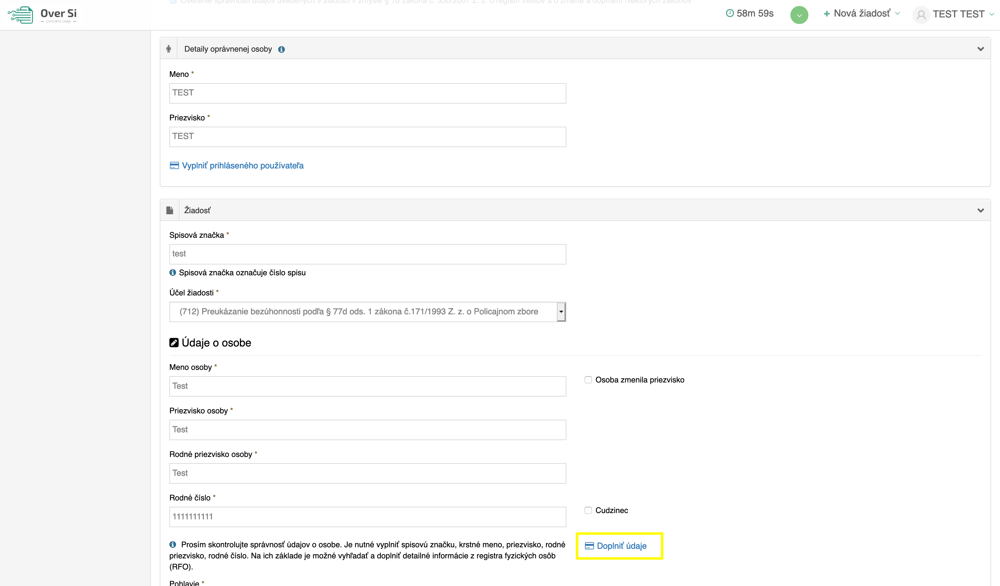 Overenie správnosti údajov uvedených v žiadosti v zmysle § 10 zákona č. 330/2007 Z. z. o registri trestov a o zmene a doplnení niektorých zákonov
Over Si
Centrálne údaje
58m 59s
Nová žiadosť
TEST TEST
Detaily oprávnenej osoby
Meno *
TEST
Priezvisko *
TEST
Vyplniť prihláseného používateľa
Žiadosť
Spisová značka *
test
Spisová značka označuje číslo spisu
Účel žiadosti *
(712) Preukázanie bezúhonnosti podľa § 77d ods. 1 zákona č.171/1993 Z. z. o Policajnom zbore
Údaje o osobe
Meno osoby *
Test
Osoba zmenila priezvisko
Priezvisko osoby *
Test
Rodné priezvisko osoby *
Test
Rodné číslo *
1111111111
Cudzinec
Prosím skontrolujte správnosť údajov o osobe. Je nutné vyplniť spisovú značku, krstné meno, priezvisko, rodné
priezvisko, rodné číslo. Na ich základe je možné vyhľadať a doplniť detailné informácie z registra fyzických osôb
(RFO).
Doplniť údaje
Pohlavie *